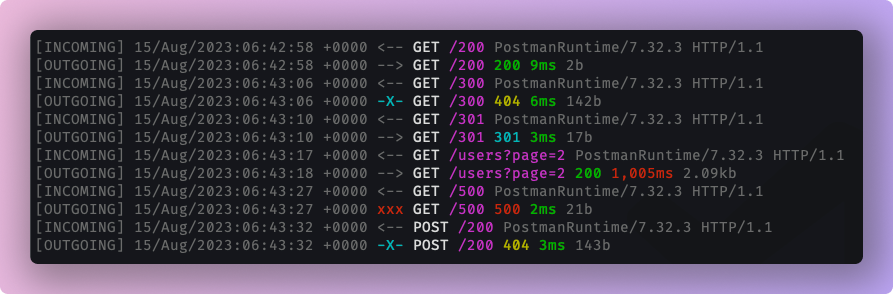 [INCOMING] 15/Aug/2023:06:42:58 +0000 <-- GET /200 PostmanRuntime/7.32.3 HTTP/1.1
[OUTGOING] 15/Aug/2023:06:42:58 +0000 --> GET /200 200 9ms 2b
[INCOMING] 15/Aug/2023:06:43:06 +0000 <-- GET /300 PostmanRuntime/7.32.3 HTTP/1.1
[OUTGOING] 15/Aug/2023:06:43:06 +0000 -X- GET /300 404 6ms 142b
[INCOMING] 15/Aug/2023:06:43:10 +0000 <-- GET /301 PostmanRuntime/7.32.3 HTTP/1.1
[OUTGOING] 15/Aug/2023:06:43:10 +0000 --> GET /301 301 3ms 17b
[INCOMING] 15/Aug/2023:06:43:17 +0000 <-- GET /users?page=2 PostmanRuntime/7.32.3 HTTP/1.1
[OUTGOING] 15/Aug/2023:06:43:18 +0000 --> GET /users?page=2 200 1,005ms 2.09kb
[INCOMING] 15/Aug/2023:06:43:27 +0000 <-- GET /500 PostmanRuntime/7.32.3 HTTP/1.1
[OUTGOING] 15/Aug/2023:06:43:27 +0000 xxx GET /500 500 2ms 21b
[INCOMING] 15/Aug/2023:06:43:32 +0000 <-- POST /200 PostmanRuntime/7.32.3 HTTP/1.1
[OUTGOING] 15/Aug/2023:06:43:32 +0000 -X- POST /200 404 3ms 143b